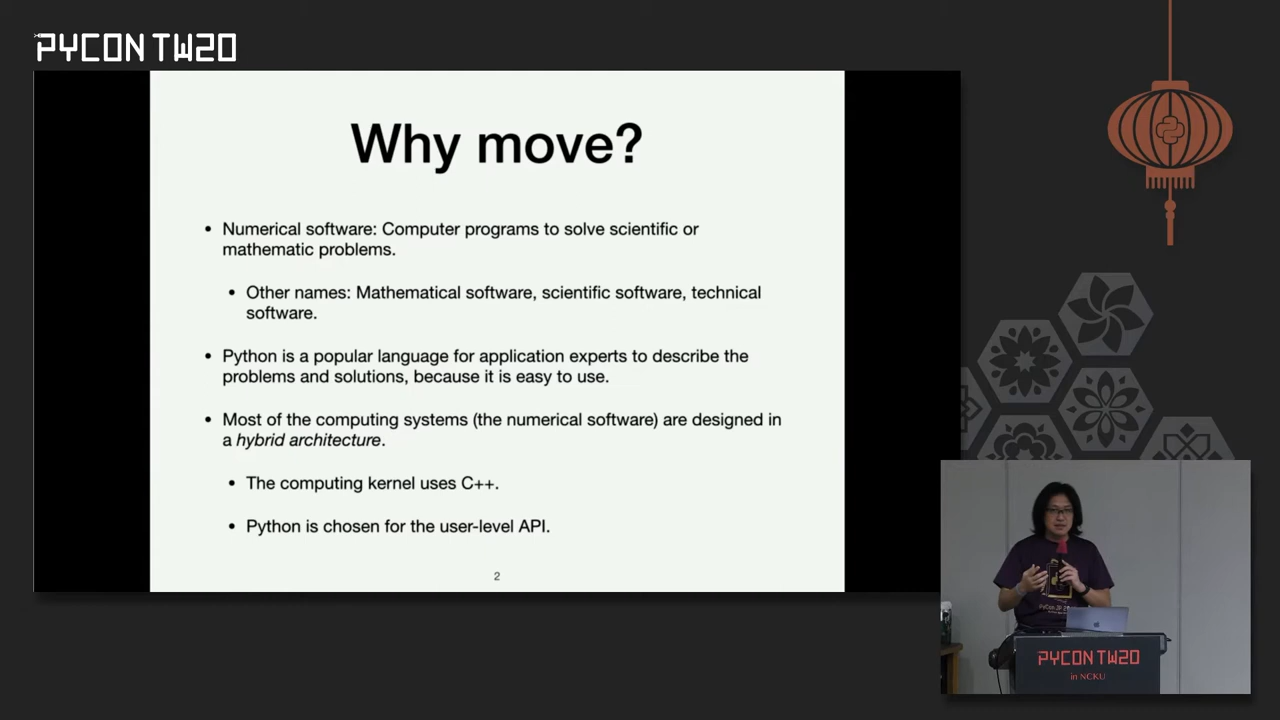 PYCON TW20
Why move?
• Numerical software: Computer programs to solve scientific or
mathematic problems.
• Other names: Mathematical software, scientific software, technical
software.
• Python is a popular language for application experts to describe the
problems and solutions, because it is easy to use.
• Most of the computing systems (the numerical software) are designed in
a hybrid architecture.
• The computing kernel uses C++.
• Python is chosen for the user-level API.
2
PYCON TW20
in NCKU